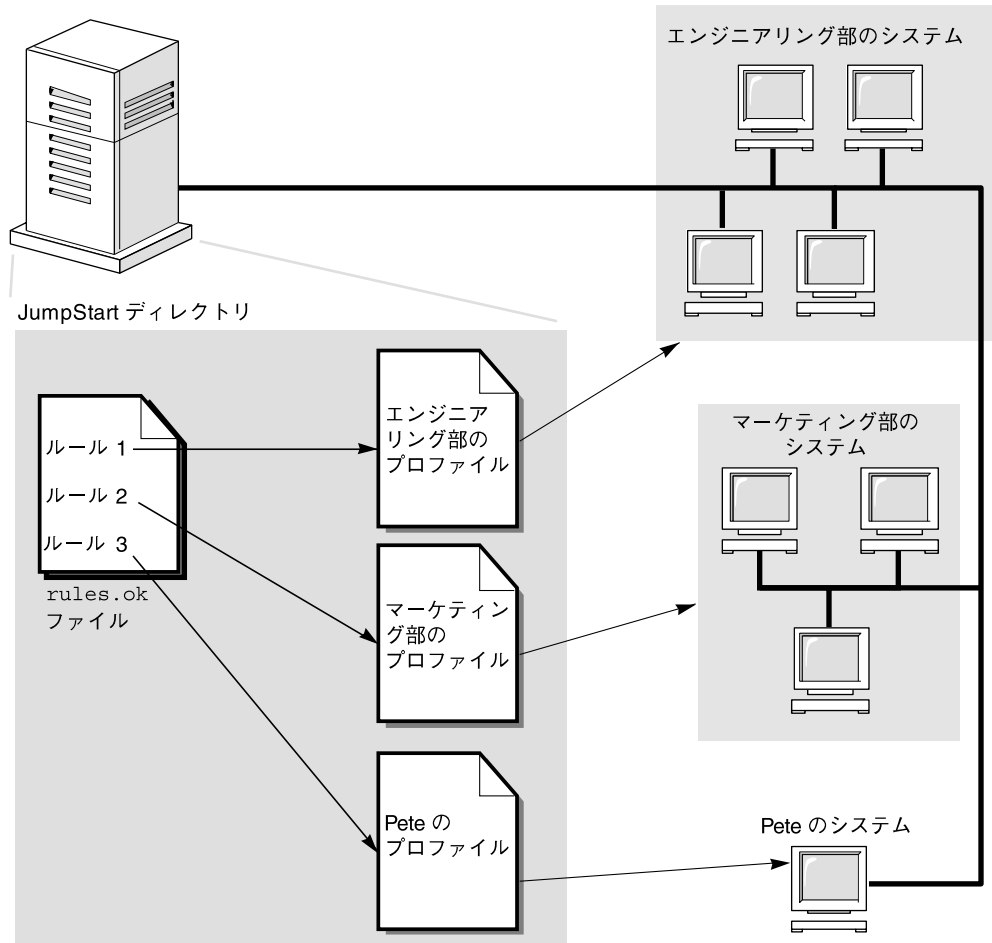 エンジニアリング部のシステム
JumpStart ディレクトリ
ルール 1
ルール 2
ルール 3
rules.ok
ファイル
エンジニア
リング部の
プロファイル
マーケティン
グ部の
プロファイル
Pete の
プロファイル
マーケティング部の
システム
Pete のシステム